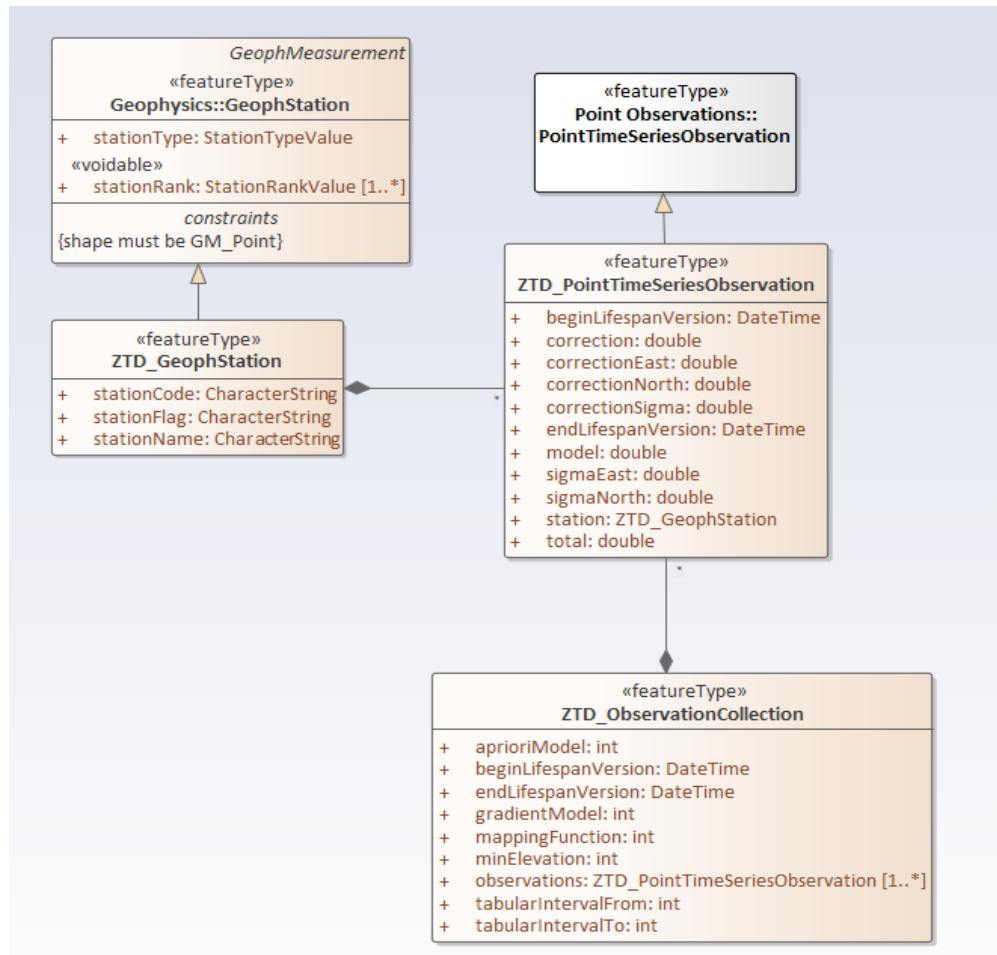 GeophMeasurement
«featureType»
Geophysics::GeophStation
+ stationType: StationTypeValue
«voidable»
+ stationRank: StationRankValue [1..*]
constraints
{shape must be GM_Point}
«featureType»
Point Observations::
PointTimeSeriesObservation
«featureType»
ZTD_GeophStation
+ stationCode: CharacterString
+ stationFlag: CharacterString
+ stationName: CharacterString
*
«featureType»
ZTD_PointTimeSeriesObservation
+ beginLifespanVersion: DateTime
+ correction: double
+ correctionEast: double
+ correctionNorth: double
+ correctionSigma: double
+ endLifespanVersion: DateTime
+ model: double
+ sigmaEast: double
+ sigmaNorth: double
+ station: ZTD_GeophStation
+ total: double
*
«featureType»
ZTD_ObservationCollection
+ aprioriModel: int
+ beginLifespanVersion: DateTime
+ endLifespanVersion: DateTime
+ gradientModel: int
+ mappingFunction: int
+ minElevation: int
+ observations: ZTD_PointTimeSeriesObservation [1..*]
+ tabularIntervalFrom: int
+ tabularIntervalTo: int